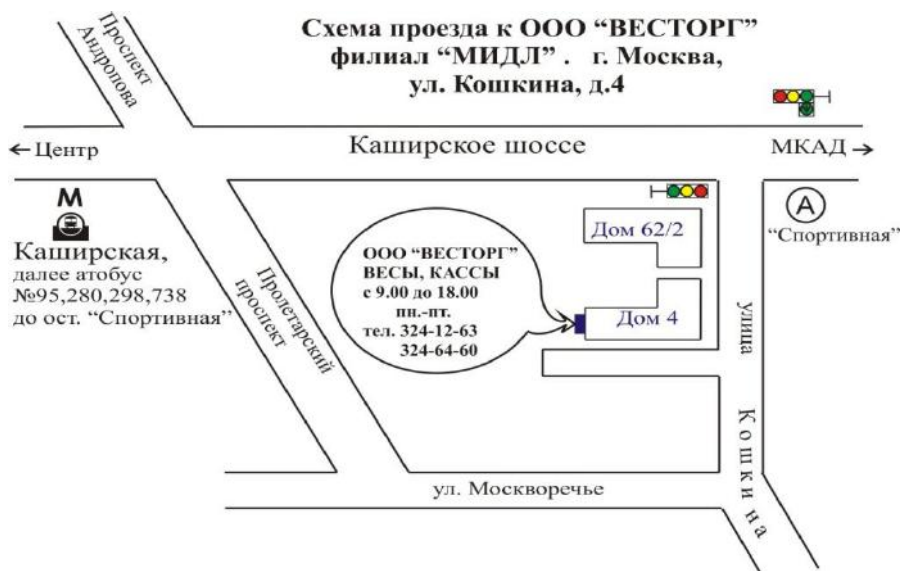 Схема проезда к ООО “ВЕСТОРГ”
филиал “МИДЛ” . г. Москва,
ул. Кошкина, д.4
Проспект
Андропова
← Центр
Каширское шоссе
МКАД →
М
Каширская,
далее атобус
№95,280,298,738
до ост. “Спортивная”
А
“Спортивная”
Дом 62/2
ООО “ВЕСТОРГ”
ВЕСЫ, КАССЫ
с 9.00 до 18.00
пн.-пт.
тел. 324-12-63
324-64-60
Дом 4
Пролетарский
проспект
улица Кошкина
ул. Москворечье